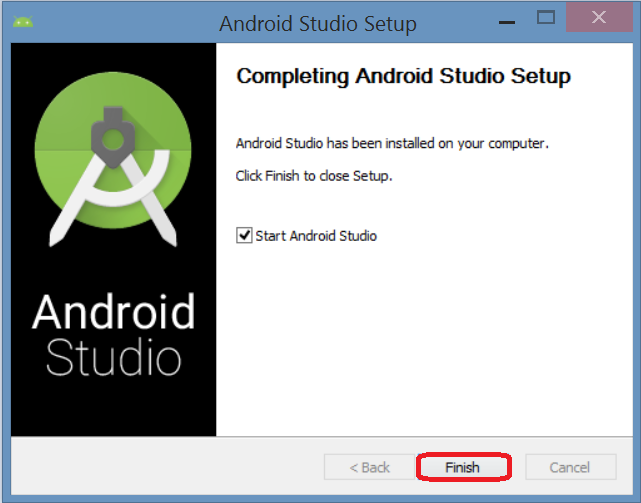 Android Studio Setup
Completing Android Studio Setup
Android Studio has been installed on your computer.
Click Finish to close Setup.
Start Android Studio
Android
Studio
< Back
Finish
Cancel